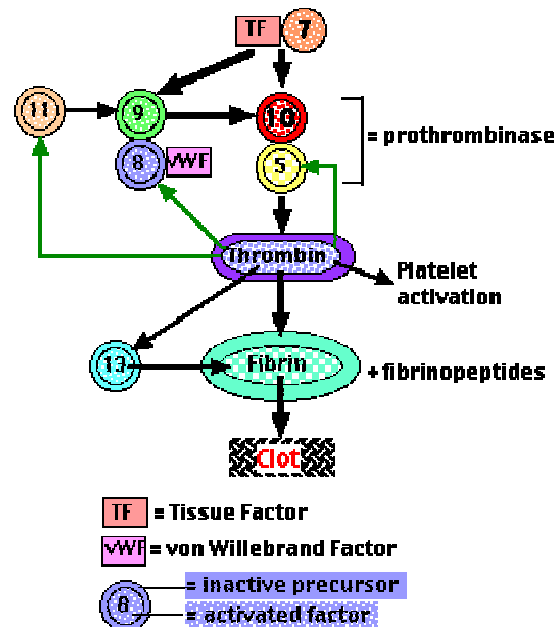 TF 7
11 9 10
= prothrombinase
8 vWF 5
Thrombin
Platelet
activation
13 Fibrin
+fibrinopeptides
Clot
TF = Tissue Factor
vWF = von Willebrand Factor
= inactive precursor
8
= activated factor